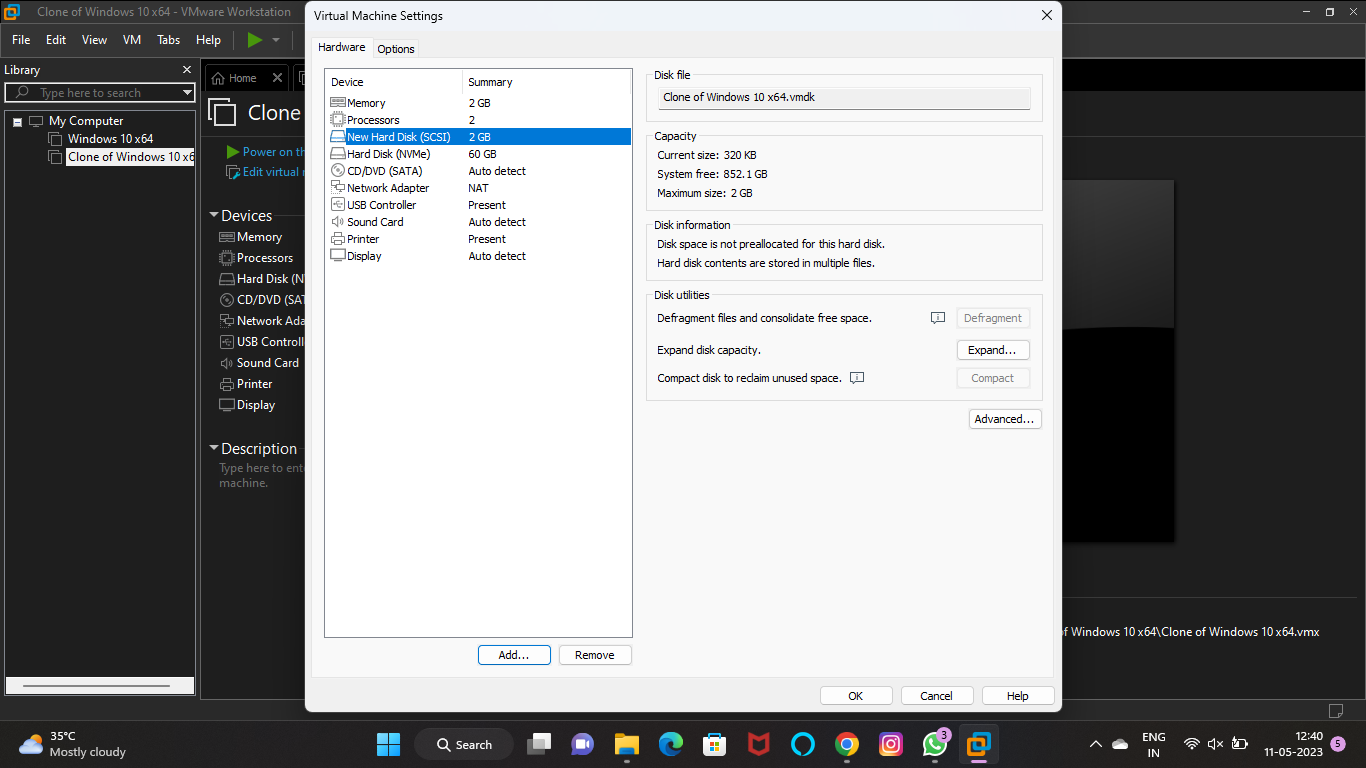 Clone of Windows 10 x64 - VMware Workstation
File Edit View VM Tabs Help
Library
Type here to search
My Computer
Windows 10 x64
Clone of Windows 10 x6
Home
Clone
Power on th
Edit virtual
Devices
Memory
Processors
Hard Disk (N
CD/DVD (SAT
Network Ada
USB Controll
Sound Card
Printer
Display
Description
Type here to ente
machine.
Virtual Machine Settings
Hardware Options
Device Summary
Memory 2 GB
Processors 2
New Hard Disk (SCSI) 2 GB
Hard Disk (NVMe) 60 GB
CD/DVD (SATA) Auto detect
Network Adapter NAT
USB Controller Present
Sound Card Auto detect
Printer Present
Display Auto detect
Add... Remove
Disk file
Clone of Windows 10 x64.vmdk
Capacity
Current size: 320 KB
System free: 852.1 GB
Maximum size: 2 GB
Disk information
Disk space is not preallocated for this hard disk.
Hard disk contents are stored in multiple files.
Disk utilities
Defragment files and consolidate free space. Defragment
Expand disk capacity. Expand...
Compact disk to reclaim unused space. Compact
Advanced...
OK Cancel Help
of Windows 10 x64\Clone of Windows 10 x64.vmx
35°C
Mostly cloudy
Search
3
ENG
IN
12:40
11-05-2023
5